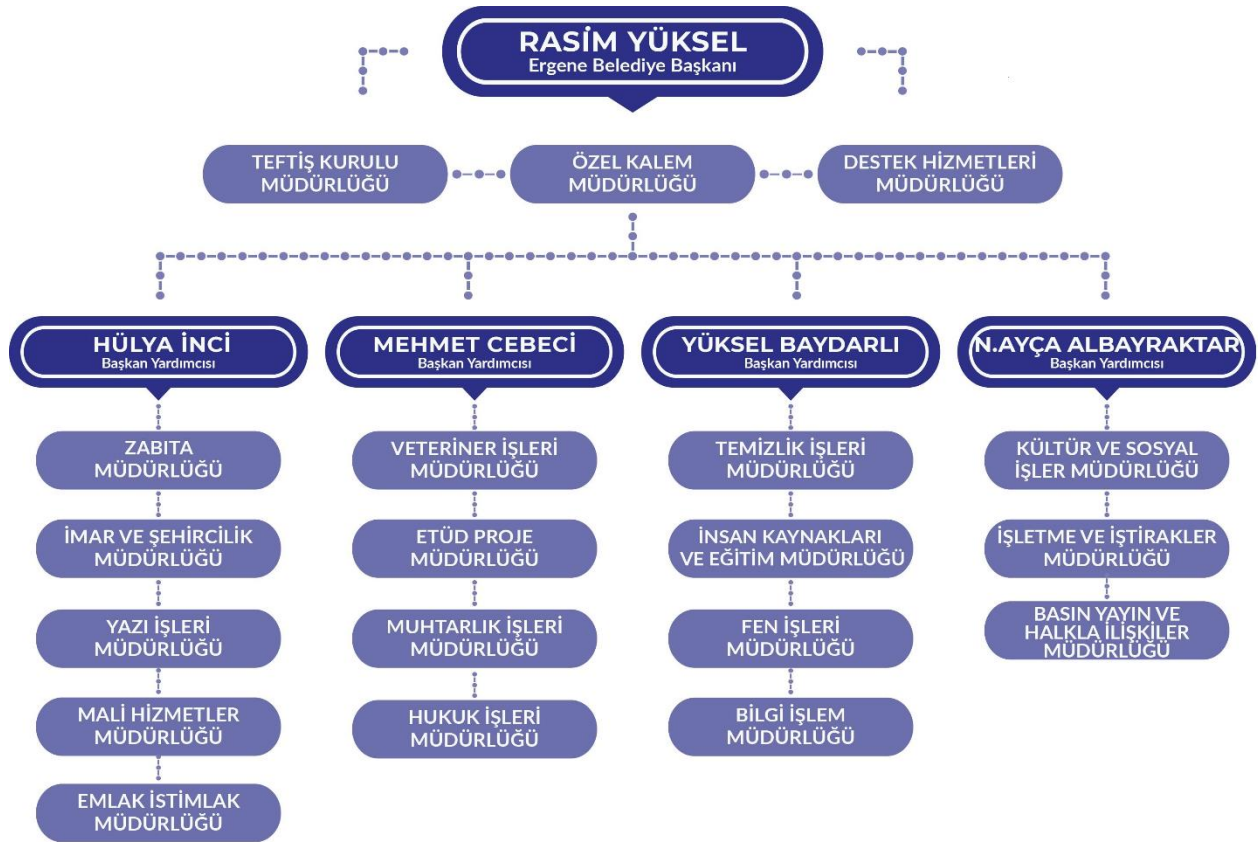 RASİM YÜKSEL
Ergene Belediye Başkanı
TEFTİŞ KURULU
MÜDÜRLÜĞÜ
ÖZEL KALEM
MÜDÜRLÜĞÜ
DESTEK HİZMETLERİ
MÜDÜRLÜĞÜ
HÜLYA İNCİ
Başkan Yardımcısı
ZABITA
MÜDÜRLÜĞÜ
İMAR VE ŞEHİRCİLİK
MÜDÜRLÜĞÜ
YAZI İŞLERİ
MÜDÜRLÜĞÜ
MALİ HİZMETLER
MÜDÜRLÜĞÜ
EMLAK İSTİMLAK
MÜDÜRLÜĞÜ
MEHMET CEBECİ
Başkan Yardımcısı
VETERİNER İŞLERİ
MÜDÜRLÜĞÜ
ETÜD PROJE
MÜDÜRLÜĞÜ
MUHTARLIK İŞLERİ
MÜDÜRLÜĞÜ
HUKUK İŞLERİ
MÜDÜRLÜĞÜ
YÜKSEL BAYDARLI
Başkan Yardımcısı
TEMİZLİK İŞLERİ
MÜDÜRLÜĞÜ
İNSAN KAYNAKLARI
VE EĞİTİM MÜDÜRLÜĞÜ
FEN İŞLERİ
MÜDÜRLÜĞÜ
BİLGİ İŞLEM
MÜDÜRLÜĞÜ
N.AYÇA ALBAYRAKTAR
Başkan Yardımcısı
KÜLTÜR VE SOSYAL
İŞLER MÜDÜRLÜĞÜ
İŞLETME VE İŞTİRAKLER
MÜDÜRLÜĞÜ
BASIN YAYIN VE
HALKLA İLİŞKİLER
MÜDÜRLÜĞÜ